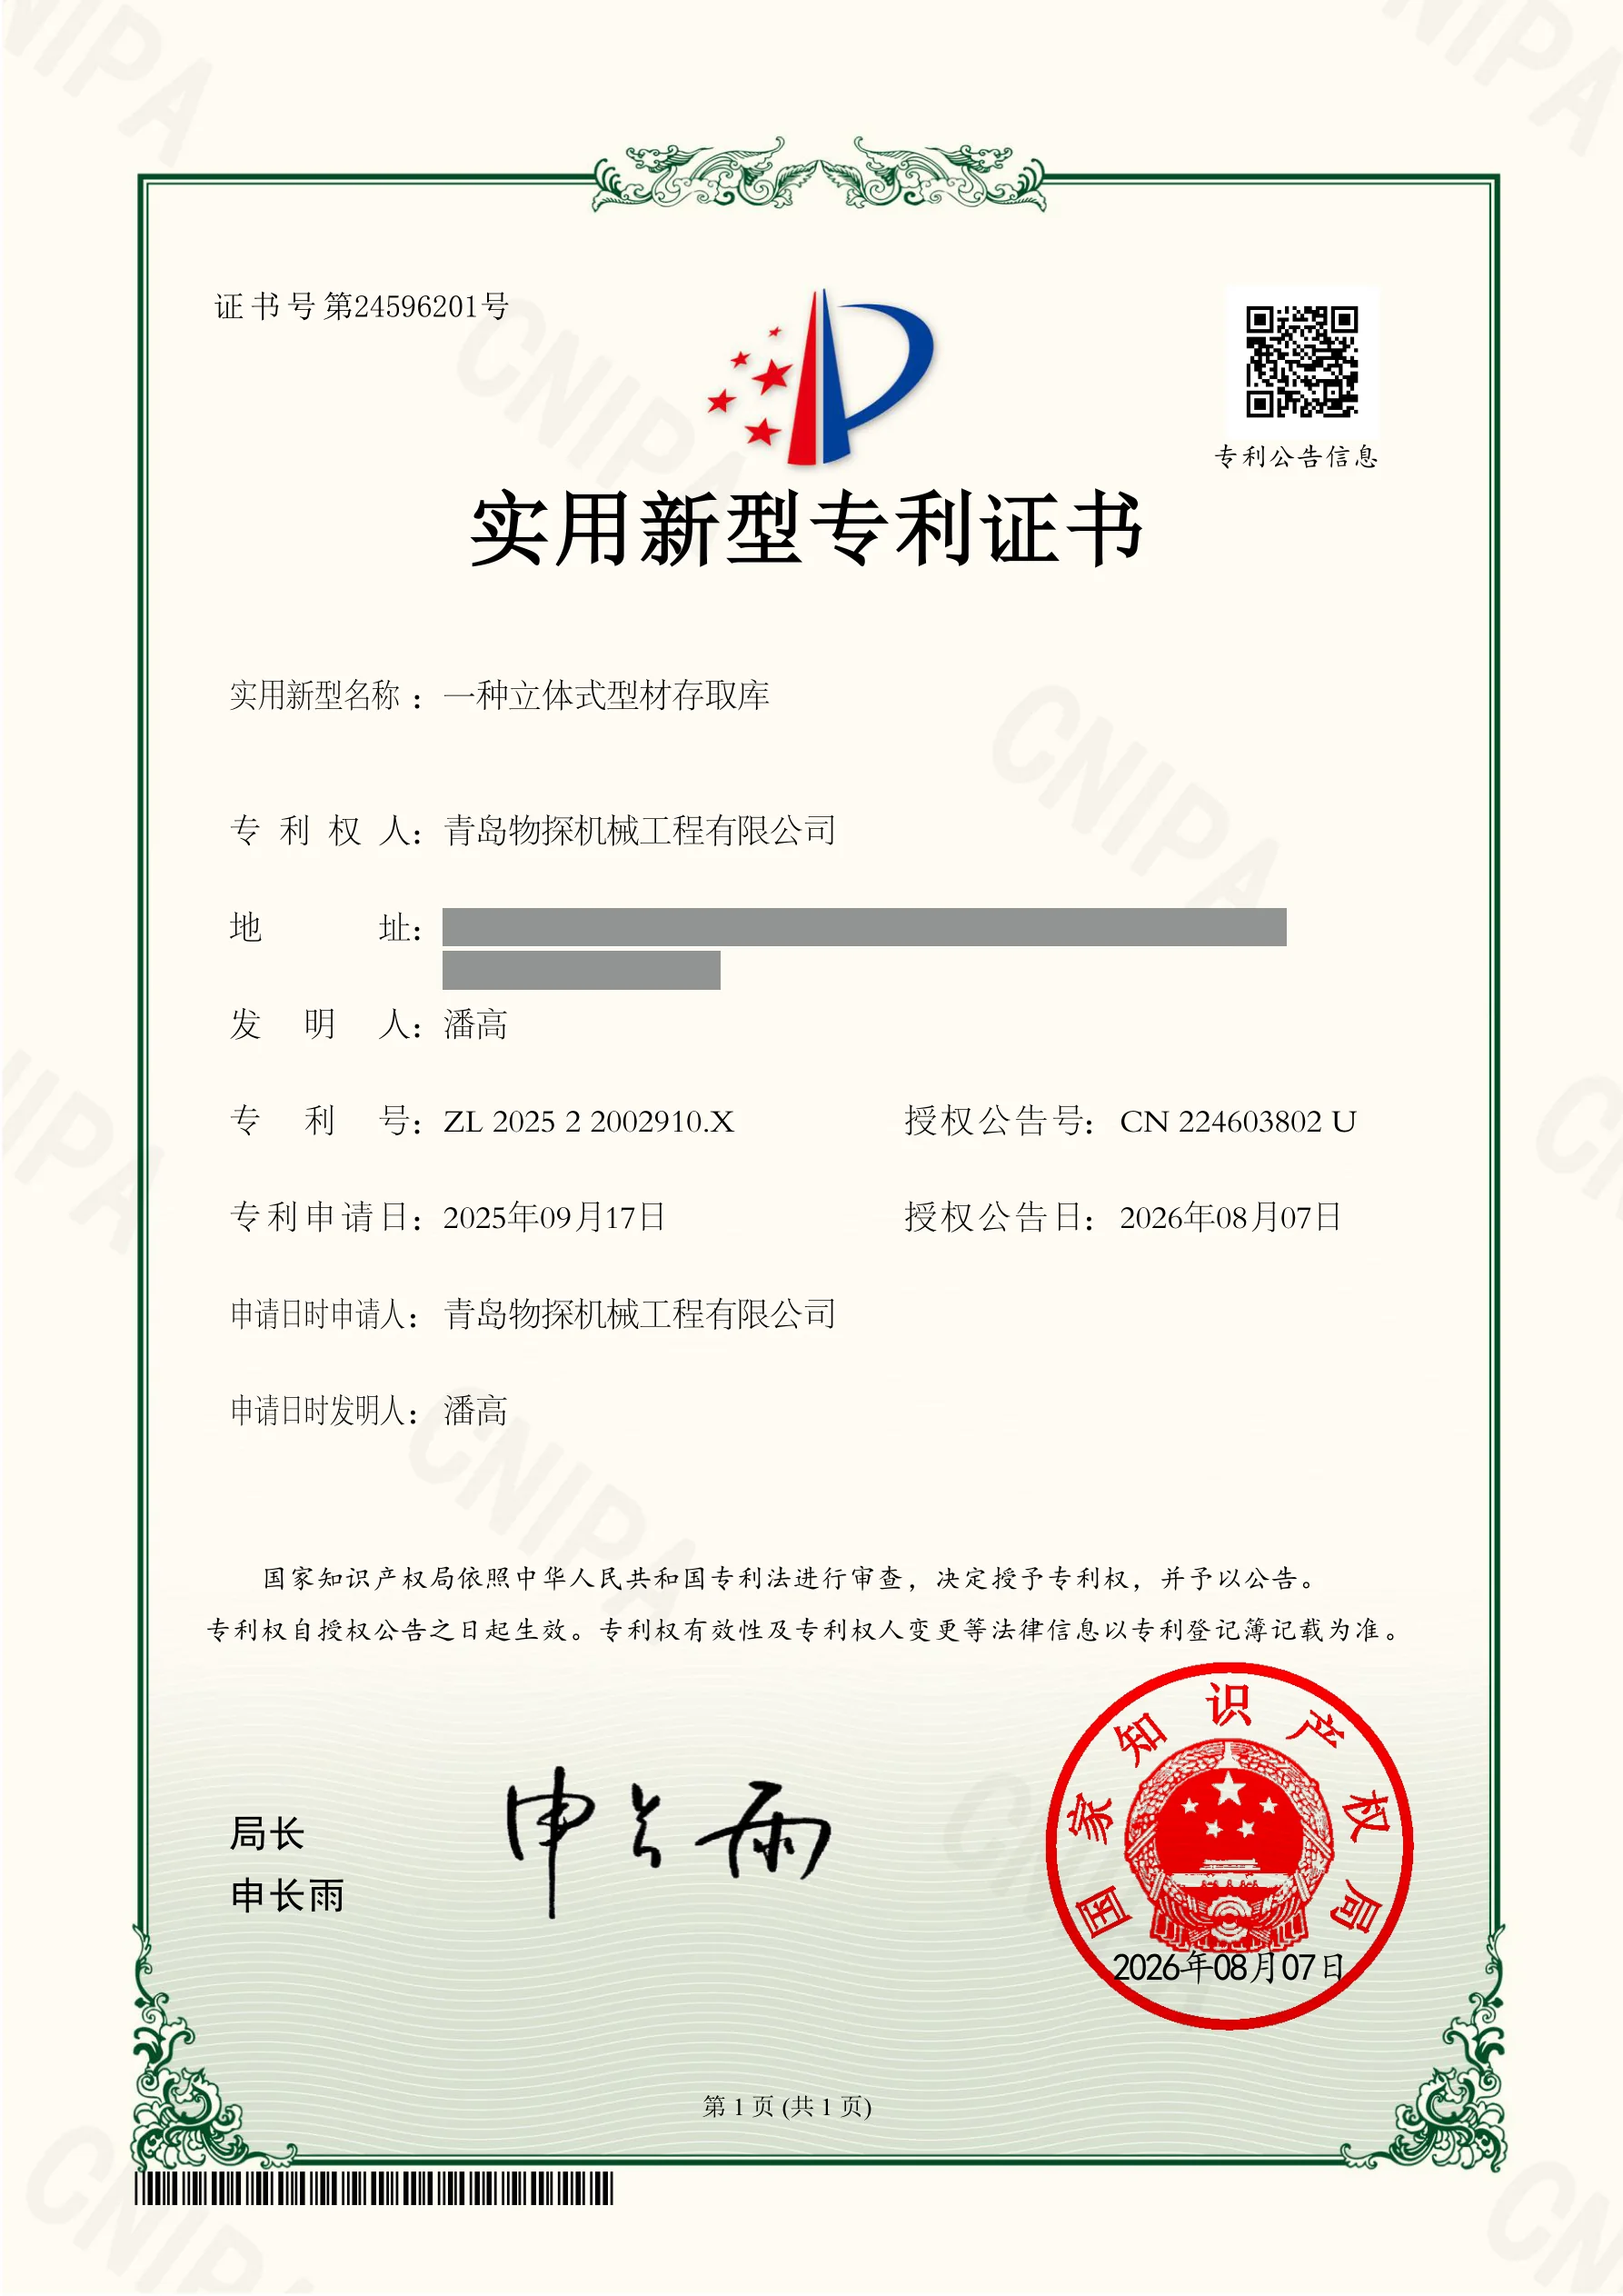 证书号第24596201号
专利公告信息
实用新型专利证书
实用新型名称：一种立体式型材存取库
专利权人：青岛物探机械工程有限公司
地址：
发明人：潘高
专利号：ZL 2025 2 2002910.X 授权公告号：CN 224603802 U
专利申请日：2025年09月17日 授权公告日：2026年08月07日
申请日时申请人：青岛物探机械工程有限公司
申请日时发明人：潘高
国家知识产权局依照中华人民共和国专利法进行审查，决定授予专利权，并予以公告。
专利权自授权公告之日起生效。专利权有效性及专利权人变更等法律信息以专利登记簿记载为准。
局长
申长雨
申长雨
国家知识产权局
2026年08月07日
第 1 页 (共 1 页)
CNIPA
CNIPA
CNIPA
CNIPA
CNIPA